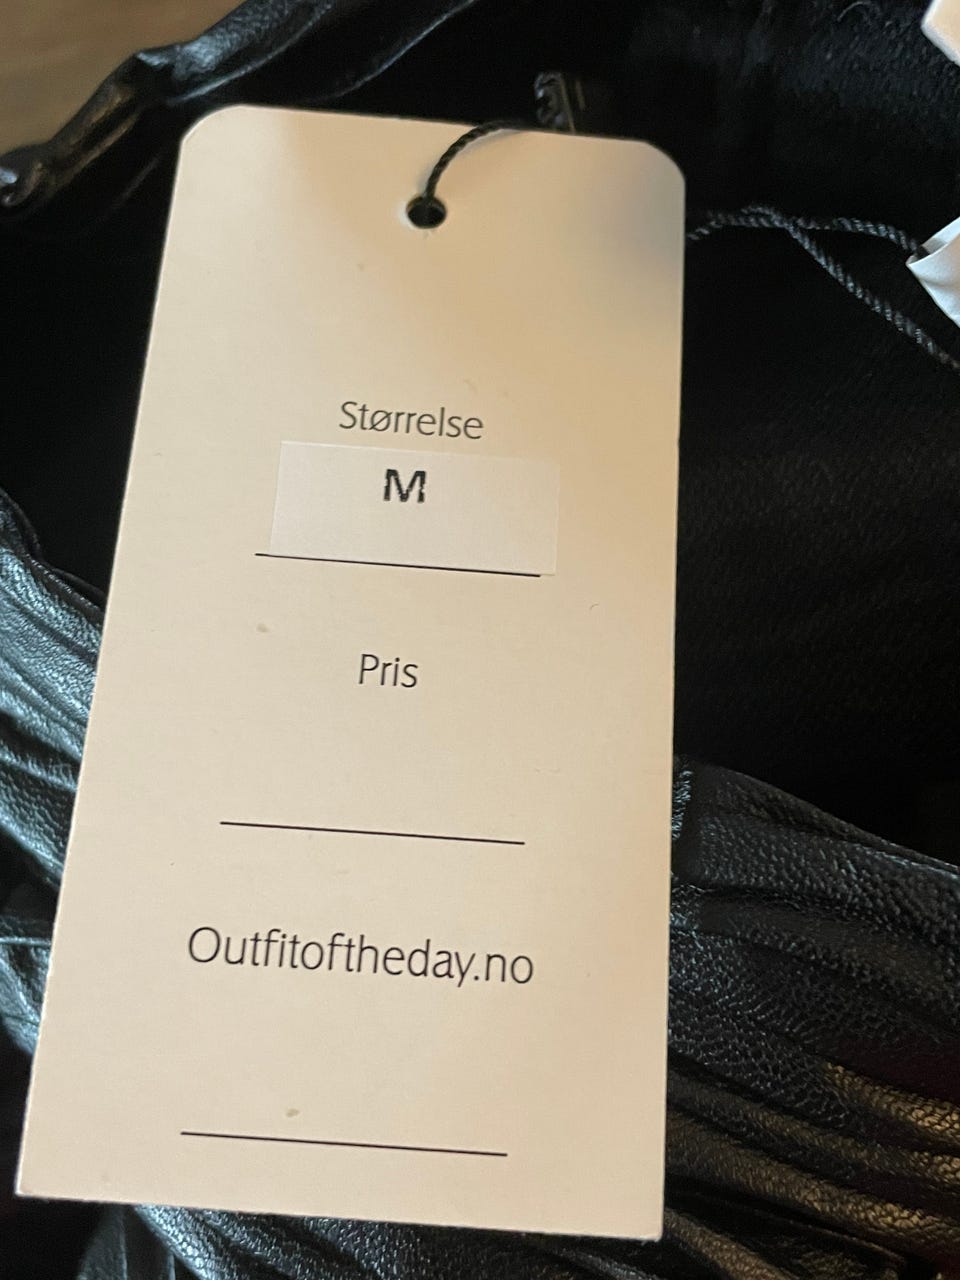 Størrelse
M
Pris
Outfitoftheday.no